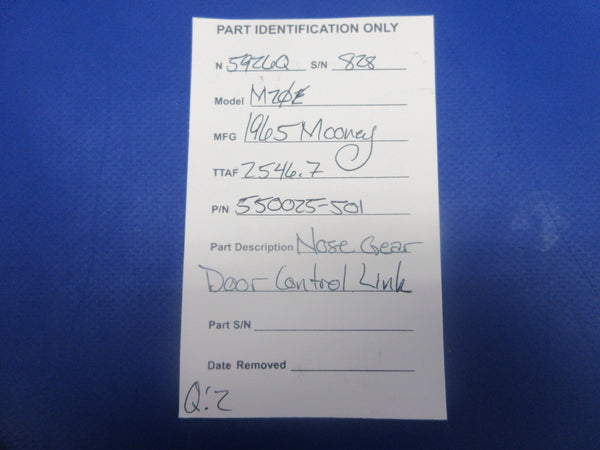 PART IDENTIFICATION ONLY
N 5926Q S/N 828
Model M20E
MFG 1965 Mooney
TTAF 2546.7
P/N 550025-501
Part Description Nose Gear
Door Control Link
Part S/N
Date Removed
Q:2